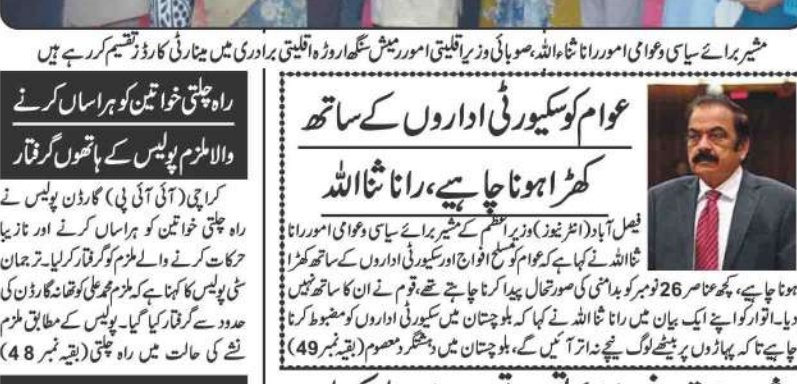 مشیر برائے سیاسی وعوامی امور رانا ثناء اللہ، صوبائی وزیر اقلیتی امور رمیش سنگھ اروڑہ اقلیتی برادری میں مینارٹی کارڈز تقسیم کررہے ہیں
عوام کو سکیورٹی اداروں کے ساتھ
کھڑا ہونا چاہیے، رانا ثنا اللہ
فیصل آباد (انٹرنیوز) وزیراعظم کے مشیر برائے سیاسی وعوامی امور رانا
ثنا اللہ نے کہا ہے کہ عوام کو مسلح افواج اور سکیورٹی اداروں کے ساتھ کھڑا
ہونا چاہیے، کچھ عناصر 26 نومبر کو بدامنی کی صورتحال پیدا کرنا چاہتے تھے، قوم نے ان کا ساتھ نہیں
دیا۔ اتوار کو اپنے ایک بیان میں رانا ثنا اللہ نے کہا کہ بلوچستان میں سکیورٹی اداروں کو مضبوط کرنا
چاہیے تاکہ پہاڑوں پر بیٹھے لوگ نیچے نہ اتر آئیں گے، بلوچستان میں دہشتگرد معصوم (بقیہ نمبر 49)
راہ چلتی خواتین کو ہراساں کرنے
والا ملزم پولیس کے ہاتھوں گرفتار
کراچی (آئی آئی پی) گارڈن پولیس نے
راہ چلتی خواتین کو ہراساں کرنے اور نازیبا
حرکات کرنے والے ملزم کو گرفتار کرلیا۔ ترجمان
سٹی پولیس کا کہنا ہے کہ ملزم محمد علی کو تھانہ گارڈن کی
حدود سے گرفتار کیا گیا۔ پولیس کے مطابق ملزم
نشے کی حالت میں راہ چلتی (بقیہ نمبر 48)